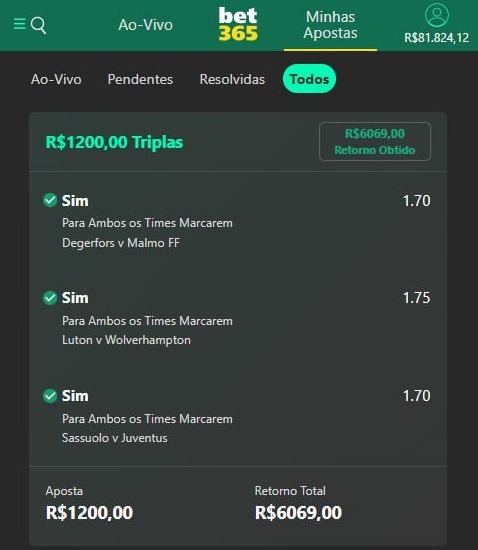 Ao-Vivo
bet
365
Minhas
Apostas
R$81.824,12
Ao-Vivo
Pendentes
Resolvidas
Todos
R$1200,00 Triplas
R$6069,00
Retorno Obtido
Sim
1.70
Para Ambos os Times Marcarem
Degerfors v Malmo FF
Sim
1.75
Para Ambos os Times Marcarem
Luton v Wolverhampton
Sim
1.70
Para Ambos os Times Marcarem
Sassuolo v Juventus
Aposta
Retorno Total
R$1200,00
R$6069,00